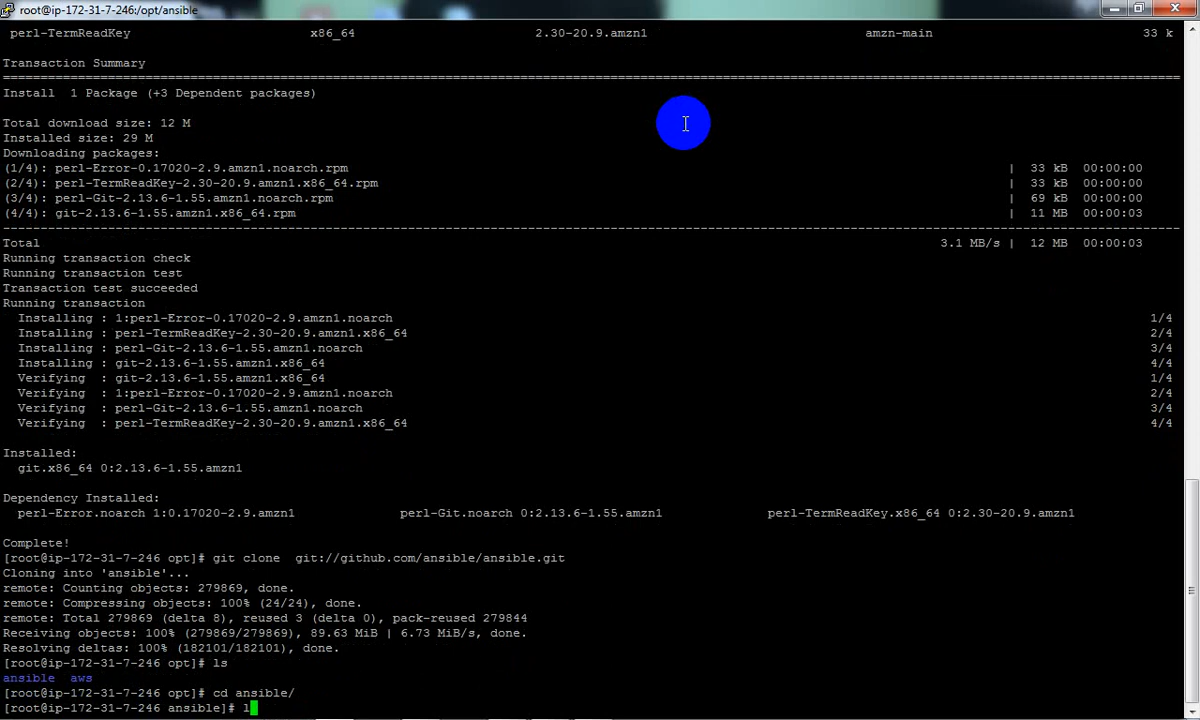 root@ip-172-31-7-246:/opt/ansible
perl-TermReadKey x86_64 2.30-20.9.amzn1 amzn-main 33 k
Transaction Summary
================================================================================
Install 1 Package (+3 Dependent packages)
Total download size: 12 M
Installed size: 29 M
Downloading packages:
(1/4): perl-Error-0.17020-2.9.amzn1.noarch.rpm | 33 kB 00:00:00
(2/4): perl-TermReadKey-2.30-20.9.amzn1.x86_64.rpm | 33 kB 00:00:00
(3/4): perl-Git-2.13.6-1.55.amzn1.noarch.rpm | 69 kB 00:00:00
(4/4): git-2.13.6-1.55.amzn1.x86_64.rpm | 11 MB 00:00:03
--------------------------------------------------------------------------------
Total 3.1 MB/s | 12 MB 00:00:03
Running transaction check
Running transaction test
Transaction test succeeded
Running transaction
Installing : 1:perl-Error-0.17020-2.9.amzn1.noarch 1/4
Installing : perl-TermReadKey-2.30-20.9.amzn1.x86_64 2/4
Installing : perl-Git-2.13.6-1.55.amzn1.noarch 3/4
Installing : git-2.13.6-1.55.amzn1.x86_64 4/4
Verifying : git-2.13.6-1.55.amzn1.x86_64 1/4
Verifying : 1:perl-Error-0.17020-2.9.amzn1.noarch 2/4
Verifying : perl-Git-2.13.6-1.55.amzn1.noarch 3/4
Verifying : perl-TermReadKey-2.30-20.9.amzn1.x86_64 4/4
Installed:
git.x86_64 0:2.13.6-1.55.amzn1
Dependency Installed:
perl-Error.noarch 1:0.17020-2.9.amzn1 perl-Git.noarch 0:2.13.6-1.55.amzn1 perl-TermReadKey.x86_64 0:2.30-20.9.amzn1
Complete!
[root@ip-172-31-7-246 opt]# git clone  git://github.com/ansible/ansible.git
Cloning into 'ansible'...
remote: Counting objects: 279869, done.
remote: Compressing objects: 100% (24/24), done.
remote: Total 279869 (delta 8), reused 3 (delta 0), pack-reused 279844
Receiving objects: 100% (279869/279869), 89.63 MiB | 6.73 MiB/s, done.
Resolving deltas: 100% (182101/182101), done.
[root@ip-172-31-7-246 opt]# ls
ansible  aws
[root@ip-172-31-7-246 opt]# cd ansible/
[root@ip-172-31-7-246 ansible]# l